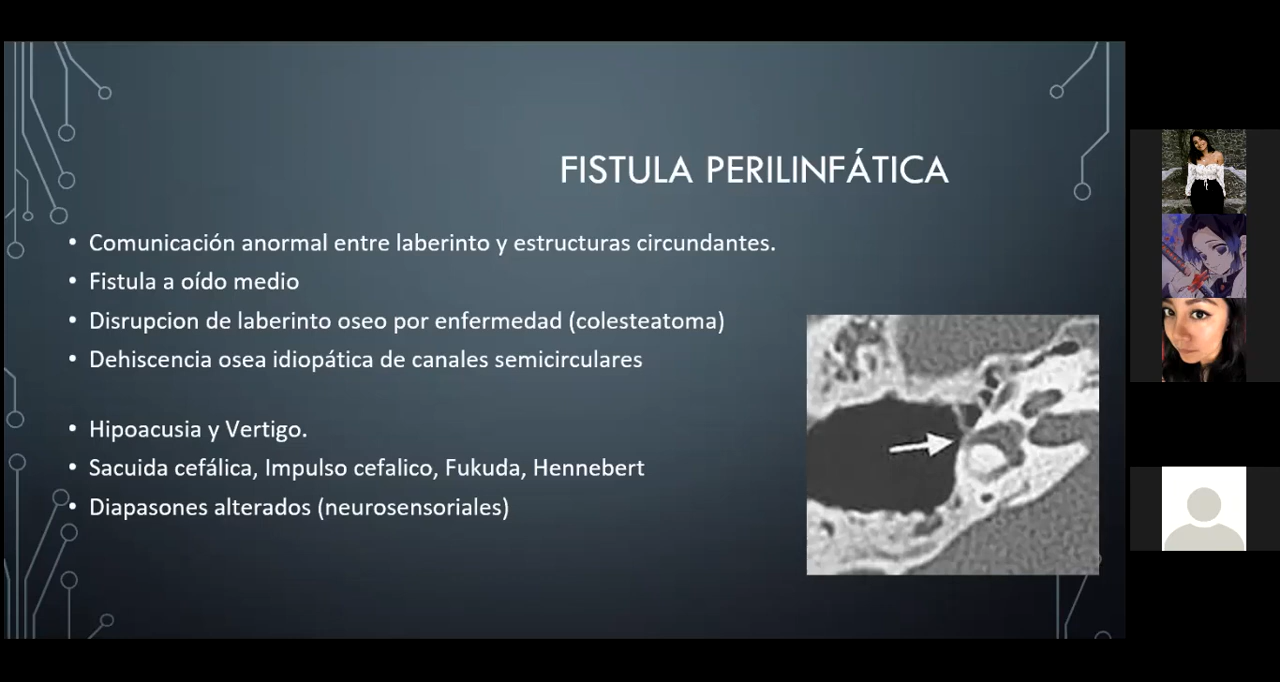 FISTULA PERILINFÁTICA
• Comunicación anormal entre laberinto y estructuras circundantes.
• Fistula a oído medio
• Disrupcion de laberinto oseo por enfermedad (colesteatoma)
• Dehiscencia osea idiopática de canales semicirculares
• Hipoacusia y Vertigo.
• Sacuida cefálica, Impulso cefalico, Fukuda, Hennebert
• Diapasones alterados (neurosensoriales)